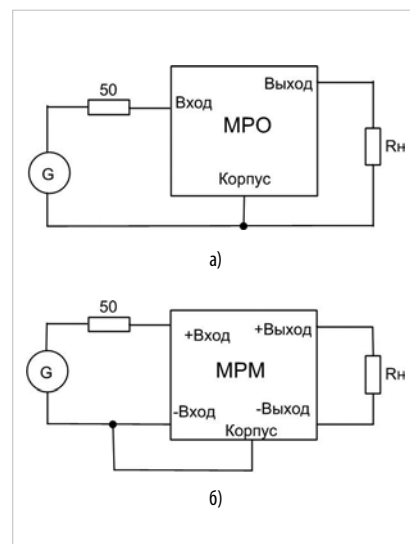 50
Вход
Выход
МРО
G
Rн
Корпус
а)
50
+Вход
+Выход
МРМ
G
Rн
-Вход
-Выход
Корпус
б)